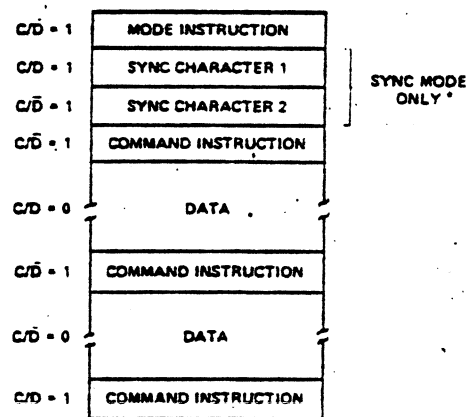 C/D̅ = 1 MODE INSTRUCTION
C/D = 1 SYNC CHARACTER 1
C/D̅ = 1 SYNC CHARACTER 2
SYNC MODE
ONLY *
C/D̅ = 1 COMMAND INSTRUCTION
C/D = 0 DATA
C/D̅ = 1 COMMAND INSTRUCTION
C/D̅ = 0 DATA
C/D = 1 COMMAND INSTRUCTION